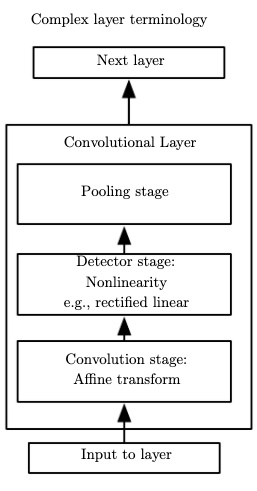 Complex layer terminology
Next layer
Convolutional Layer
Pooling stage
Detector stage:
Nonlinearity
e.g., rectified linear
Convolution stage:
Affine transform
Input to layer